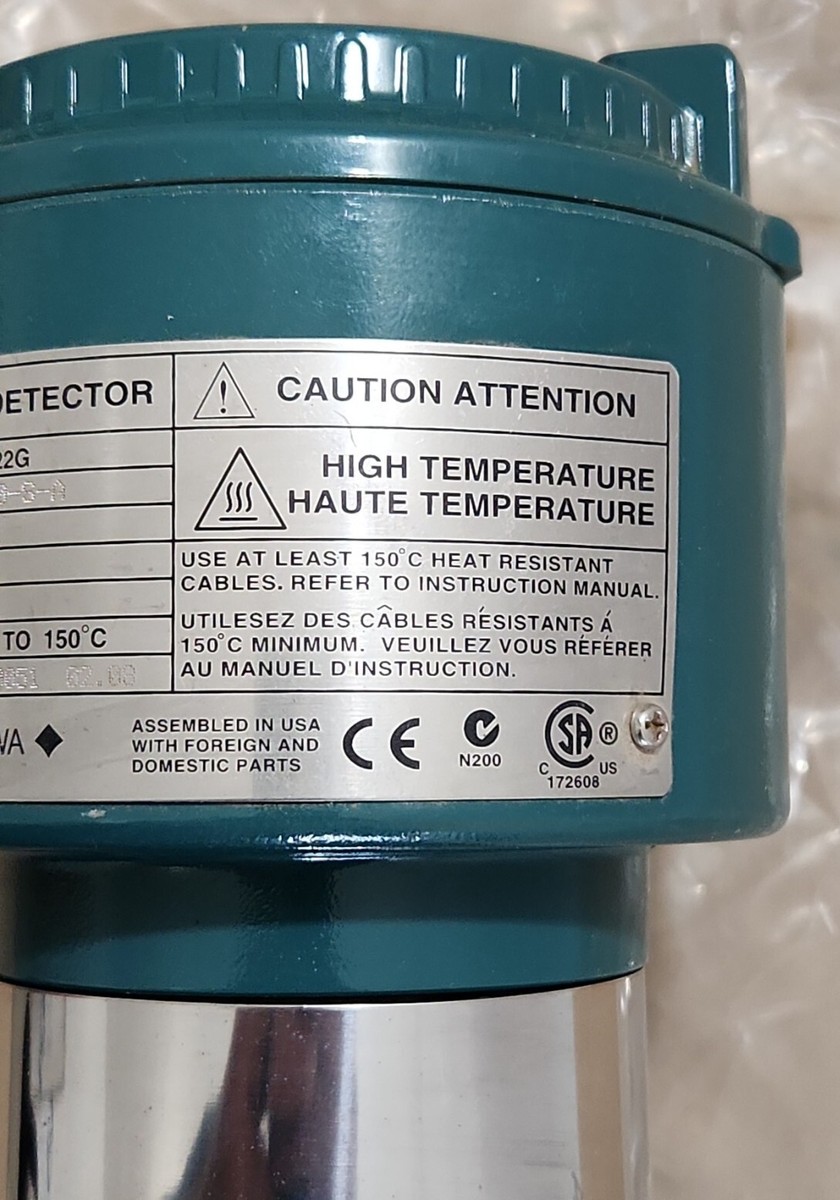 DETECTOR
CAUTION ATTENTION
22G
-S-A
HIGH TEMPERATURE
HAUTE TEMPERATURE
USE AT LEAST 150°C HEAT RESISTANT
CABLES. REFER TO INSTRUCTION MANUAL.
UTILESEZ DES CÂBLES RÉSISTANTS Á
150°C MINIMUM. VEUILLEZ VOUS RÉFÉRER
AU MANUEL D'INSTRUCTION.
TO 150°C
WA
ASSEMBLED IN USA
WITH FOREIGN AND
DOMESTIC PARTS
CE
N200
SA ®
C US
172608